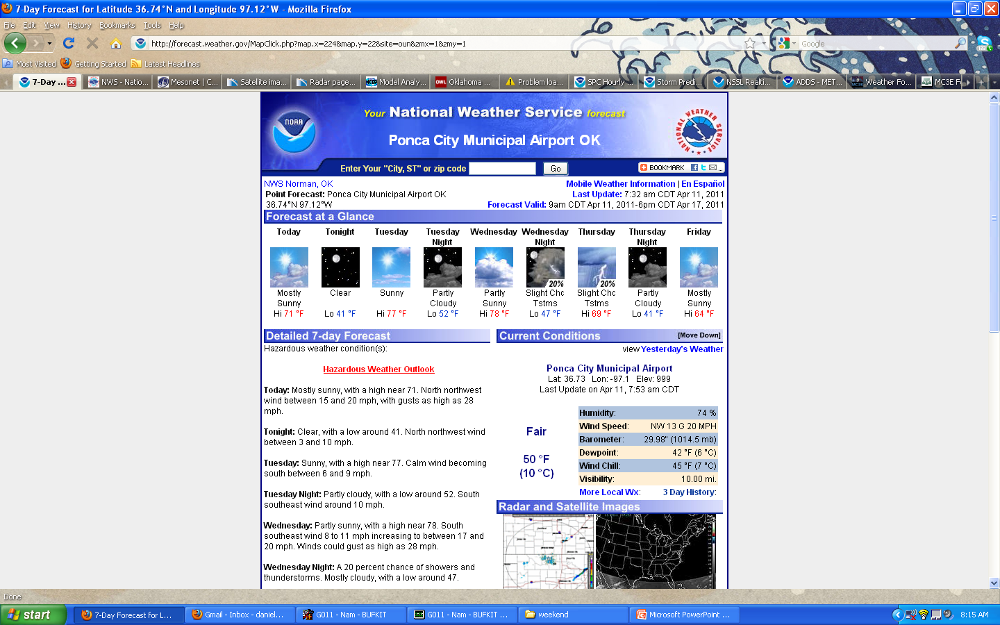 7-Day Forecast for Latitude 36.74°N and Longitude 97.12°W - Mozilla Firefox
File Edit View History Bookmarks Tools Help
http://forecast.weather.gov/MapClick.php?map.x=224&map.y=22&site=oun&zmx=1&zmy=1
Google
Most Visited Getting Started Latest Headlines
7-Day ... NWS - Natio... Mesonet | C... Satellite ima... Radar page... Model Analy... Oklahoma ... Problem loa... SPC Hourly ... Storm Predi... NSSL Realti... ADDS - MET... Weather Fo... MC3E F
NOAA
Your National Weather Service forecast
Ponca City Municipal Airport OK
NATIONAL WEATHER SERVICE
Enter Your "City, ST" or zip code Go
BOOKMARK ...
NWS Norman, OK
Mobile Weather Information | En Español
Point Forecast: Ponca City Municipal Airport OK
Last Update: 7:32 am CDT Apr 11, 2011
36.74°N 97.12°W
Forecast Valid: 9am CDT Apr 11, 2011-6pm CDT Apr 17, 2011
Forecast at a Glance
Today Tonight Tuesday Tuesday Night Wednesday Wednesday Night Thursday Thursday Night Friday
20% 20%
Mostly Sunny Clear Sunny Partly Cloudy Partly Sunny Slight Chc Tstms Slight Chc Tstms Partly Cloudy Mostly Sunny
Hi 71 °F Lo 41 °F Hi 77 °F Lo 52 °F Hi 78 °F Lo 47 °F Hi 69 °F Lo 41 °F Hi 64 °F
Detailed 7-day Forecast
Hazardous weather condition(s):
Hazardous Weather Outlook
Today: Mostly sunny, with a high near 71. North northwest
wind between 15 and 20 mph, with gusts as high as 28
mph.
Tonight: Clear, with a low around 41. North northwest wind
between 3 and 10 mph.
Tuesday: Sunny, with a high near 77. Calm wind becoming
south between 6 and 9 mph.
Tuesday Night: Partly cloudy, with a low around 52. South
southeast wind around 10 mph.
Wednesday: Partly sunny, with a high near 78. South
southeast wind 8 to 11 mph increasing to between 17 and
20 mph. Winds could gust as high as 28 mph.
Wednesday Night: A 20 percent chance of showers and
thunderstorms. Mostly cloudy, with a low around 47.
Current Conditions [Move Down]
view Yesterday's Weather
Ponca City Municipal Airport
Lat: 36.73 Lon: -97.1 Elev: 999
Last Update on Apr 11, 7:53 am CDT
Fair
50 °F
(10 °C)
Humidity: 74 %
Wind Speed: NW 13 G 20 MPH
Barometer: 29.98" (1014.5 mb)
Dewpoint: 42 °F (6 °C)
Wind Chill: 45 °F (7 °C)
Visibility: 10.00 mi.
More Local Wx: 3 Day History:
Radar and Satellite Images
Done
start 7-Day Forecast for L... Gmail - Inbox - daniel... G011 - Nam - BUFKIT G011 - Nam - BUFKIT ... weekend Microsoft PowerPoint ... 8:15 AM